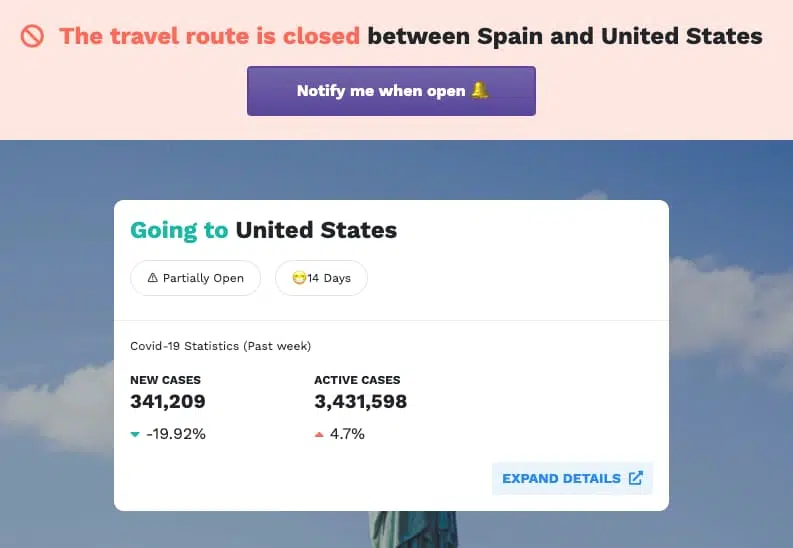 The travel route is closed between Spain and United States
Notify me when open 🔔
Going to United States
⚠ Partially Open
😷14 Days
Covid-19 Statistics (Past week)
NEW CASES ACTIVE CASES
341,209 3,431,598
-19.92% 4.7%
EXPAND DETAILS